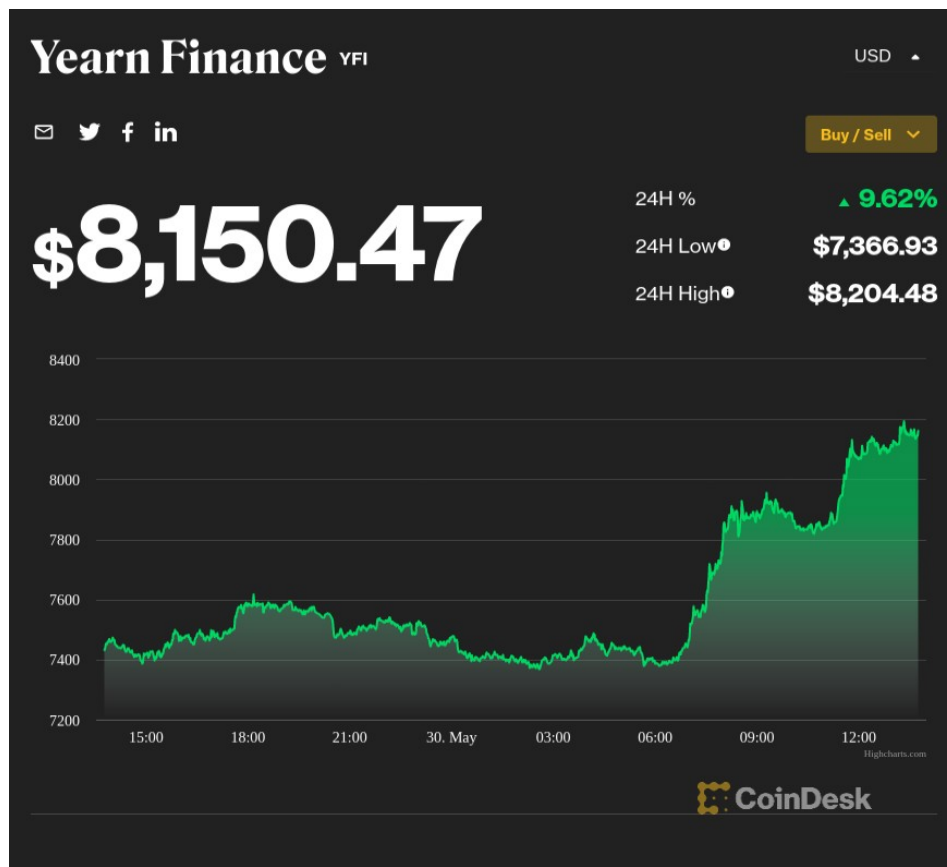 Yearn Finance YFI
USD
Buy / Sell
$8,150.47
24H % 9.62%
24H Low $7,366.93
24H High $8,204.48
8400
8200
8000
7800
7600
7400
7200
15:00 18:00 21:00 30. May 03:00 06:00 09:00 12:00
Highcharts.com
CoinDesk